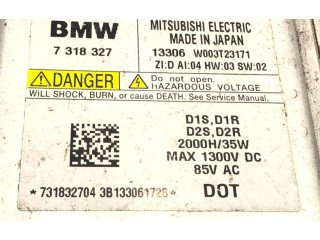 BMW
7 318 327
MITSUBISHI ELECTRIC
MADE IN JAPAN
13306 W003T23171
ZI:D AI:04 HW:03 SW:02
DANGER
Do not open.
HAZARDOUS VOLTAGE
WILL SHOCK, BURN, or cause DEATH. See Service Manual.
D1S,D1R
D2S,D2R
2000H/35W
MAX 1300V DC
85V AC
*731832704 3B13306172B*
DOT